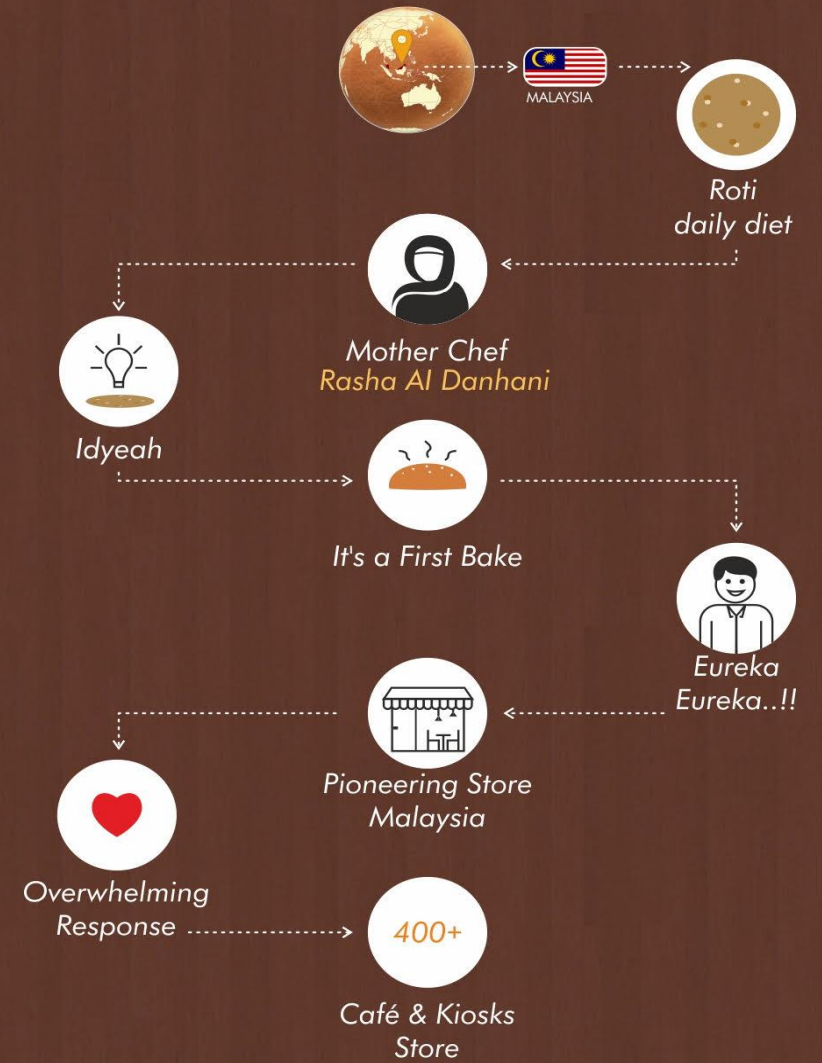 MALAYSIA
Roti
daily diet
Mother Chef
Rasha Al Danhani
Idyeah
It's a First Bake
Eureka
Eureka..!!
Pioneering Store
Malaysia
Overwhelming
Response
400+
Café & Kiosks
Store